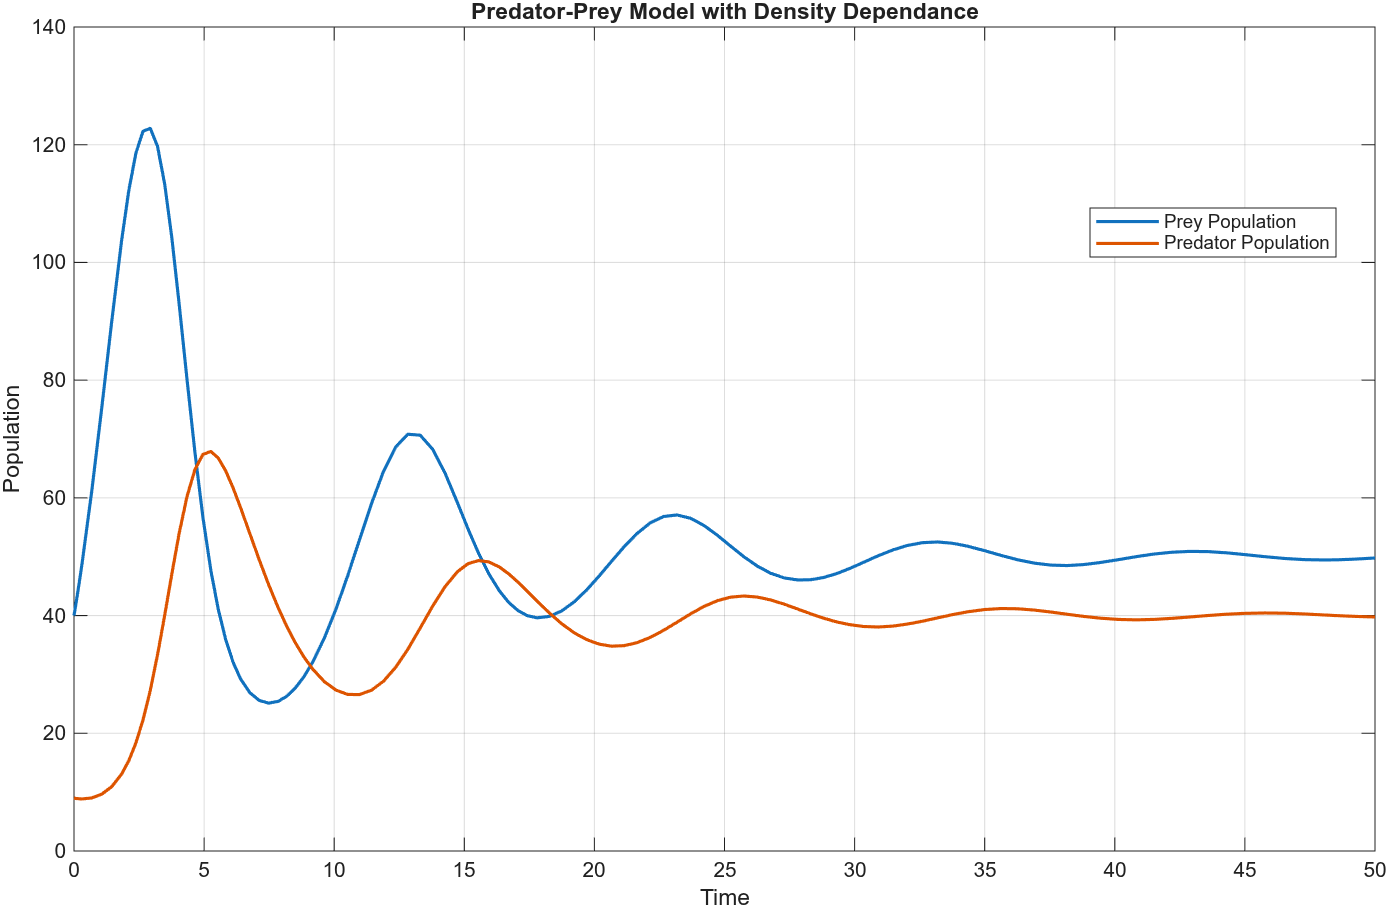 Predator-Prey Model with Density Dependance
140
120
100
80
60
40
20
0
Population
Prey Population
Predator Population
0 5 10 15 20 25 30 35 40 45 50
Time